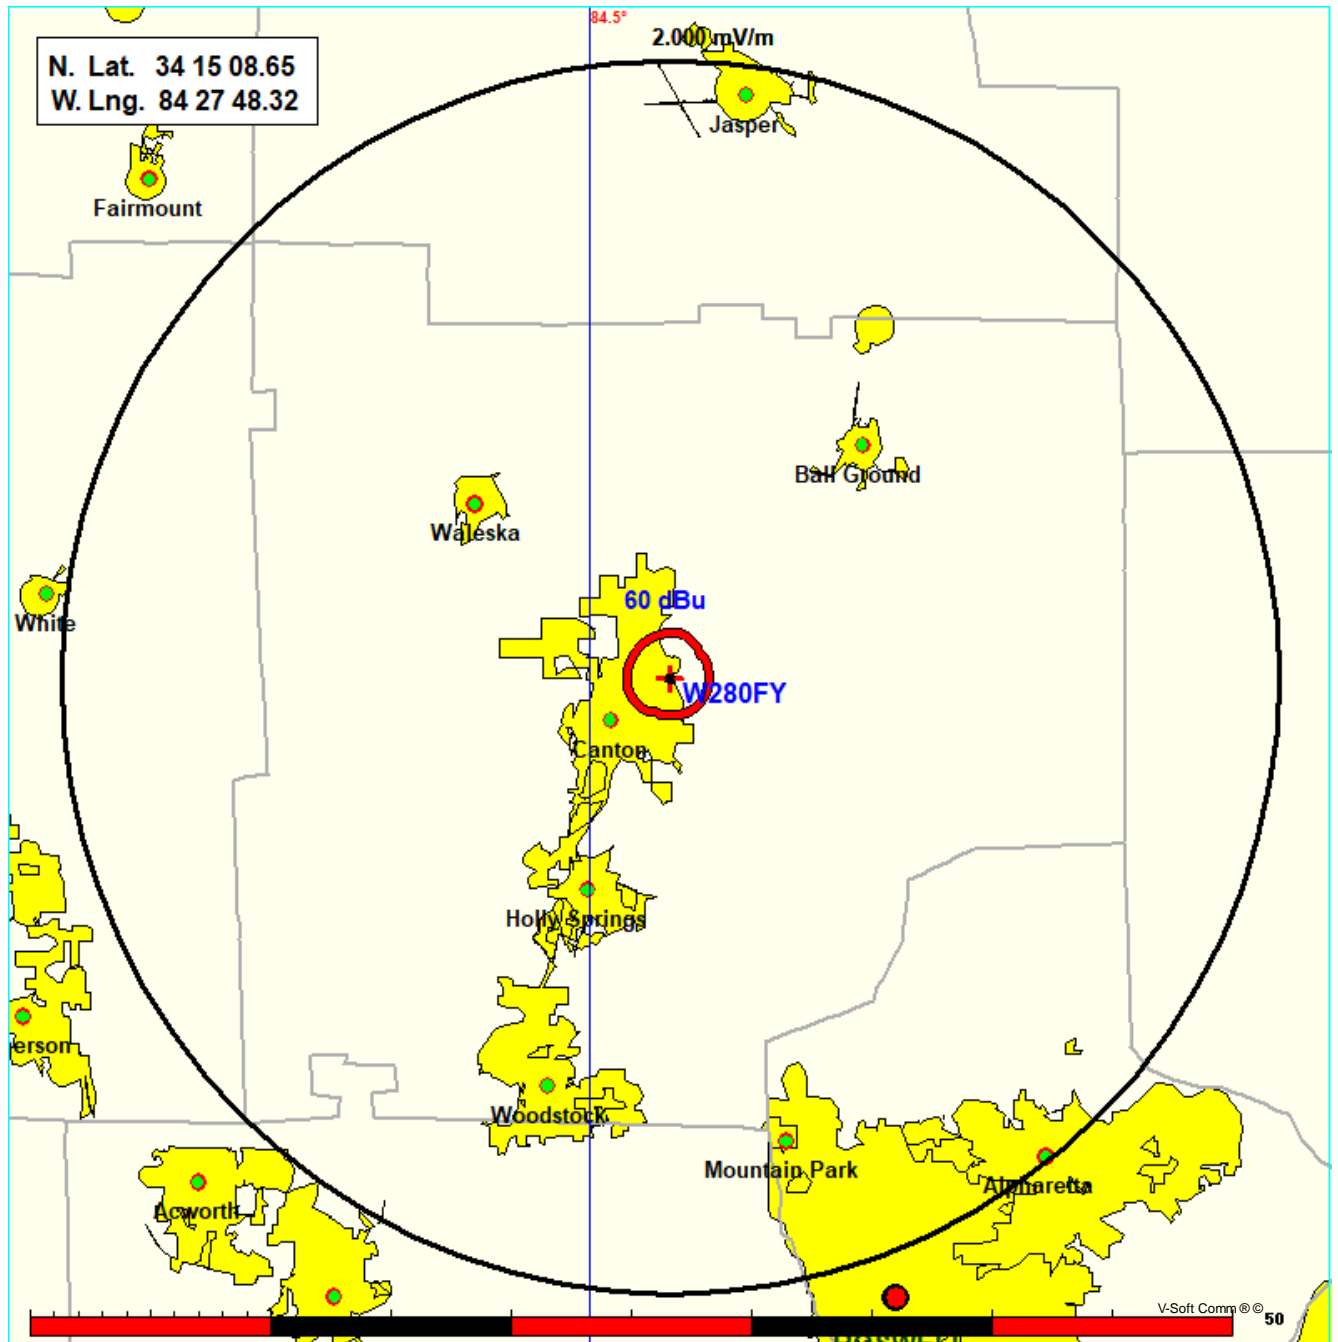 84.5°
2.000 mV/m
N. Lat. 34 15 08.65
W. Lng. 84 27 48.32
Jasper
Fairmount
Ball Ground
Waleska
60 dBu
White
W280FY
Canton
Holly Springs
erson
Woodstock
Mountain Park
Alpharetta
Acworth
V-Soft Comm ® ©
50